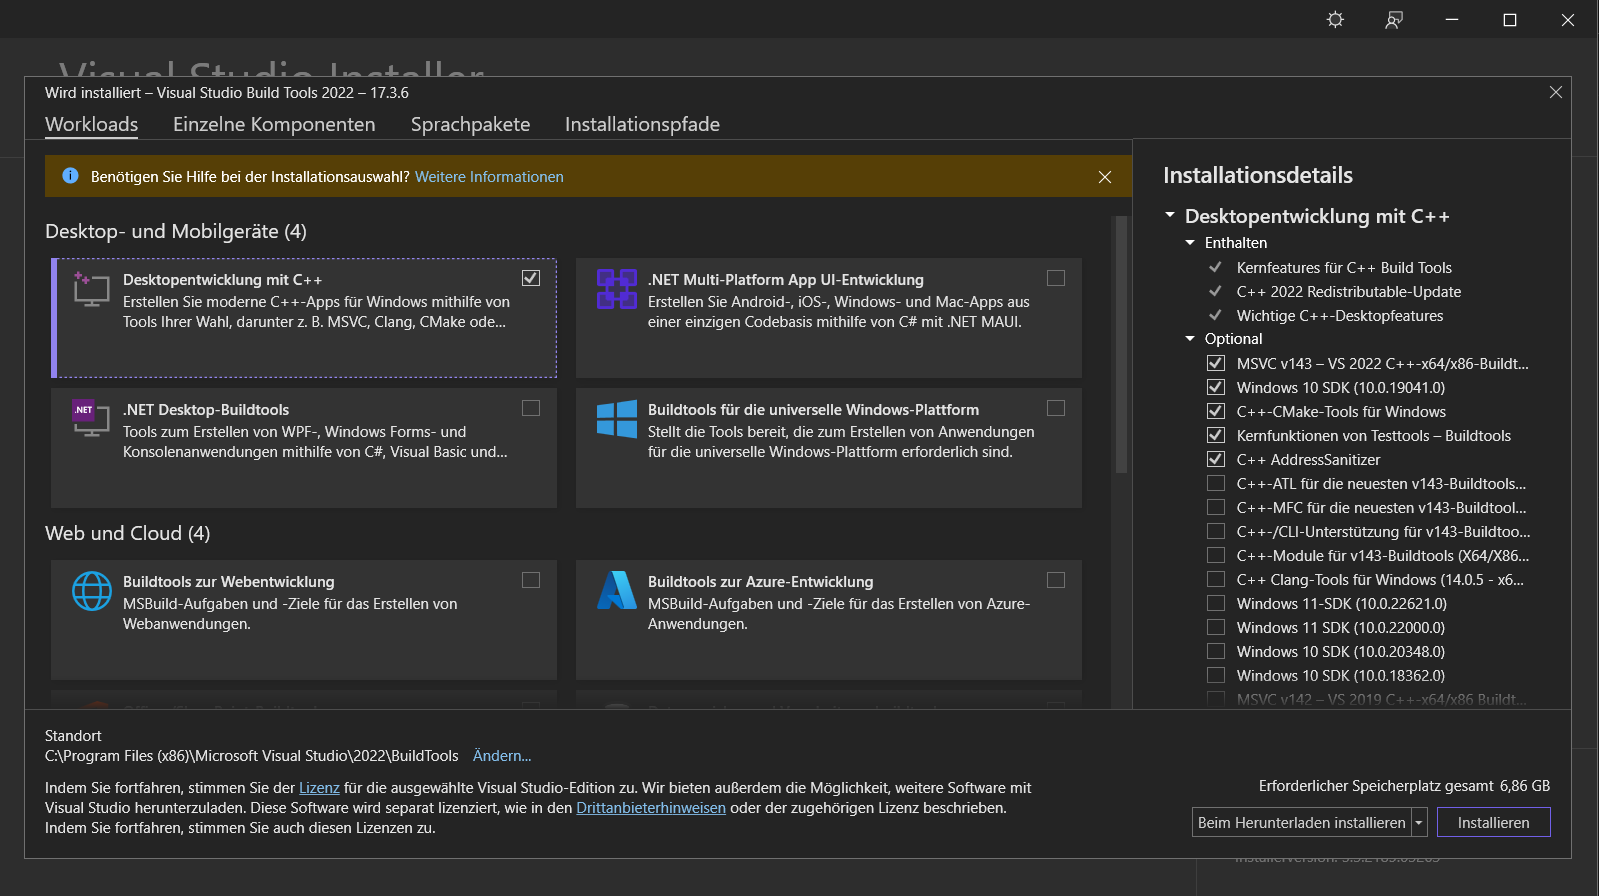 Visual Studio Installer
Wird installiert – Visual Studio Build Tools 2022 – 17.3.6
Workloads
Einzelne Komponenten
Sprachpakete
Installationspfade
Benötigen Sie Hilfe bei der Installationsauswahl? Weitere Informationen
Desktop- und Mobilgeräte (4)
Desktopentwicklung mit C++
Erstellen Sie moderne C++-Apps für Windows mithilfe von
Tools Ihrer Wahl, darunter z. B. MSVC, Clang, CMake ode...
.NET Multi-Platform App UI-Entwicklung
Erstellen Sie Android-, iOS-, Windows- und Mac-Apps aus
einer einzigen Codebasis mithilfe von C# mit .NET MAUI.
.NET
.NET Desktop-Buildtools
Tools zum Erstellen von WPF-, Windows Forms- und
Konsolenanwendungen mithilfe von C#, Visual Basic und...
Buildtools für die universelle Windows-Plattform
Stellt die Tools bereit, die zum Erstellen von Anwendungen
für die universelle Windows-Plattform erforderlich sind.
Web und Cloud (4)
Buildtools zur Webentwicklung
MSBuild-Aufgaben und -Ziele für das Erstellen von
Webanwendungen.
Buildtools zur Azure-Entwicklung
MSBuild-Aufgaben und -Ziele für das Erstellen von Azure-
Anwendungen.
Installationsdetails
Desktopentwicklung mit C++
Enthalten
Kernfeatures für C++ Build Tools
C++ 2022 Redistributable-Update
Wichtige C++-Desktopfeatures
Optional
MSVC v143 – VS 2022 C++-x64/x86-Buildt...
Windows 10 SDK (10.0.19041.0)
C++-CMake-Tools für Windows
Kernfunktionen von Testtools – Buildtools
C++ AddressSanitizer
C++-ATL für die neuesten v143-Buildtools...
C++-MFC für die neuesten v143-Buildtool...
C++-/CLI-Unterstützung für v143-Buildtoo...
C++-Module für v143-Buildtools (X64/X86...
C++ Clang-Tools für Windows (14.0.5 - x6...
Windows 11-SDK (10.0.22621.0)
Windows 11 SDK (10.0.22000.0)
Windows 10 SDK (10.0.20348.0)
Windows 10 SDK (10.0.18362.0)
MSVC v142 – VS 2019 C++-x64/x86 Buildt...
Standort
C:\Program Files (x86)\Microsoft Visual Studio\2022\BuildTools Ändern...
Indem Sie fortfahren, stimmen Sie der Lizenz für die ausgewählte Visual Studio-Edition zu. Wir bieten außerdem die Möglichkeit, weitere Software mit
Visual Studio herunterzuladen. Diese Software wird separat lizenziert, wie in den Drittanbieterhinweisen oder der zugehörigen Lizenz beschrieben.
Indem Sie fortfahren, stimmen Sie auch diesen Lizenzen zu.
Erforderlicher Speicherplatz gesamt 6,86 GB
Beim Herunterladen installieren
Installieren